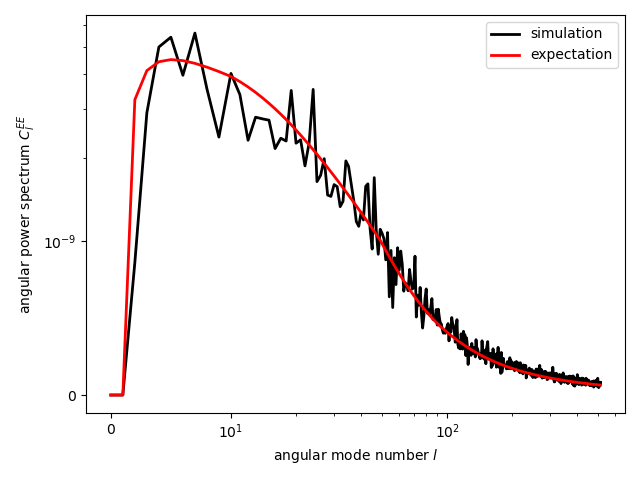 simulation
expectation
angular power spectrum $C_l^{EE}$
$10^{-9}$
0
0
$10^1$
$10^2$
angular mode number $l$